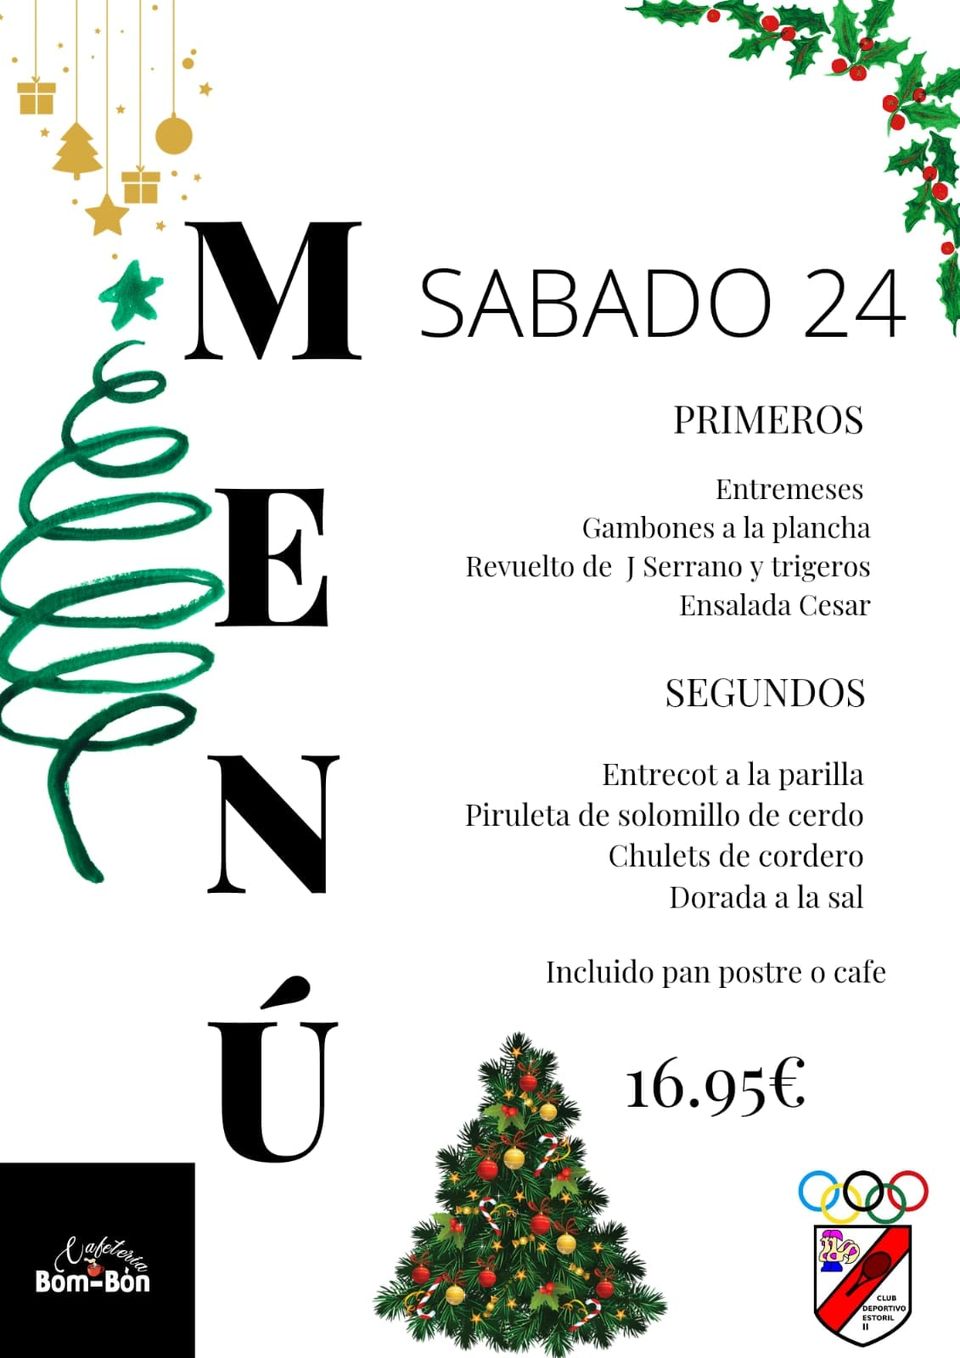 MENÚ
SABADO 24
PRIMEROS
Entremeses
Gambones a la plancha
Revuelto de J Serrano y trigeros
Ensalada Cesar
SEGUNDOS
Entrecot a la parilla
Piruleta de solomillo de cerdo
Chulets de cordero
Dorada a la sal
Incluido pan postre o cafe
16.95€
Cafetería
Bom-Bon
CLUB
DEPORTIVO
ESTORIL
II